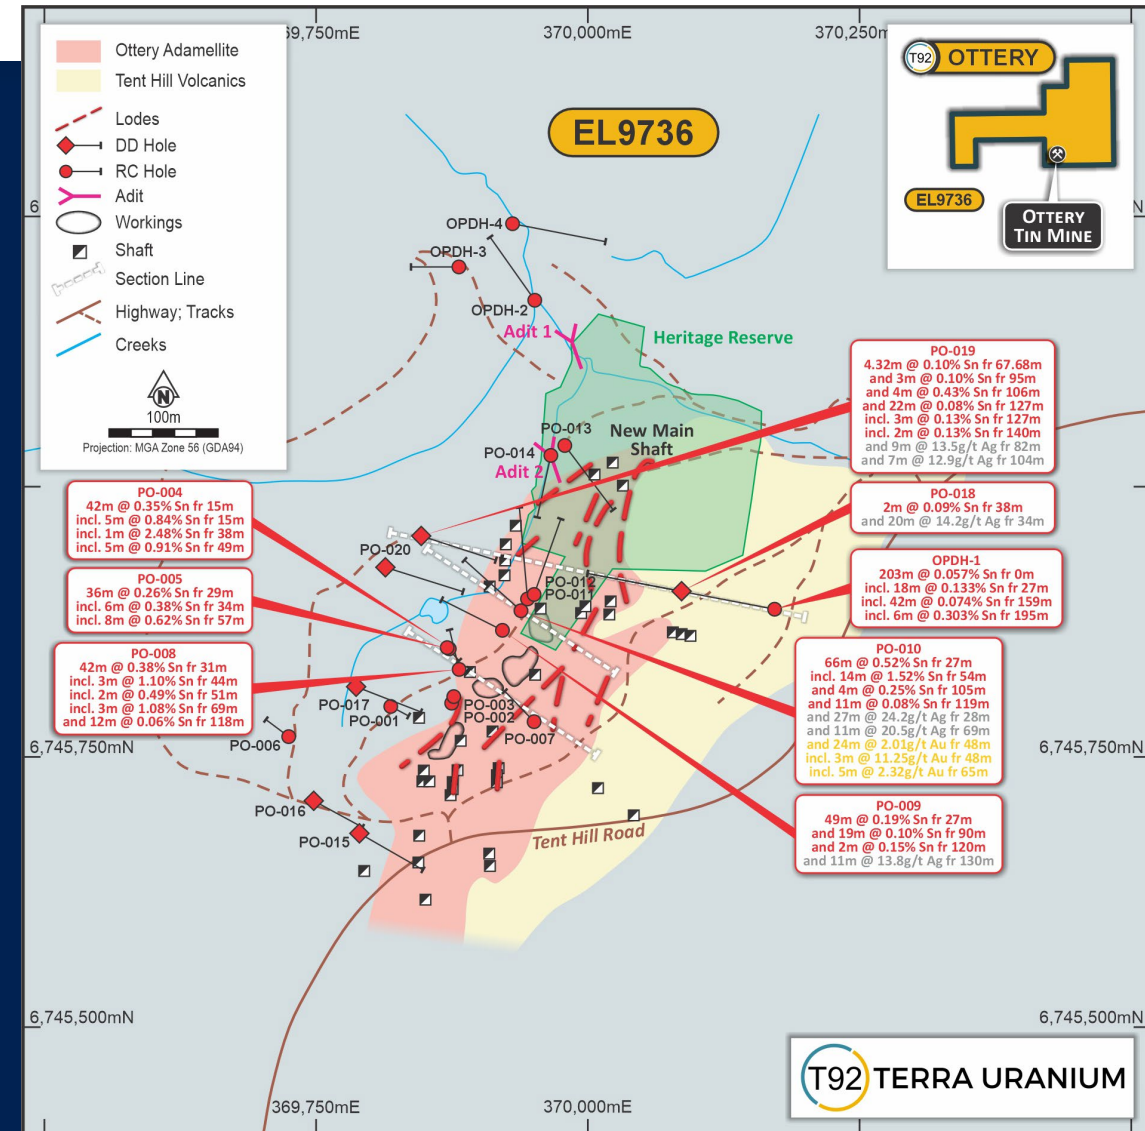 69,750mE
370,000mE
370,250m
Ottery Adamellite
Tent Hill Volcanics
Lodes
DD Hole
RC Hole
Adit
Workings
Shaft
Section Line
Highway; Tracks
Creeks
N
100m
Projection: MGA Zone 56 (GDA94)
EL9736
T92 OTTERY
EL9736
OTTERY
TIN MINE
6
N
OPDH-4
OPDH-3
OPDH-2
Adit 1
Heritage Reserve
PO-013
New Main
Shaft
PO-014
Adit 2
PO-019
4.32m @ 0.10% Sn fr 67.68m
and 3m @ 0.10% Sn fr 95m
and 4m @ 0.43% Sn fr 106m
and 22m @ 0.08% Sn fr 127m
incl. 3m @ 0.13% Sn fr 127m
incl. 2m @ 0.13% Sn fr 140m
and 9m @ 13.5g/t Ag fr 82m
and 7m @ 12.9g/t Ag fr 104m
PO-004
42m @ 0.35% Sn fr 15m
incl. 5m @ 0.84% Sn fr 15m
incl. 1m @ 2.48% Sn fr 38m
incl. 5m @ 0.91% Sn fr 49m
PO-018
2m @ 0.09% Sn fr 38m
and 20m @ 14.2g/t Ag fr 34m
PO-020
PO-005
36m @ 0.26% Sn fr 29m
incl. 6m @ 0.38% Sn fr 34m
incl. 8m @ 0.62% Sn fr 57m
PO-012
PO-011
OPDH-1
203m @ 0.057% Sn fr 0m
incl. 18m @ 0.133% Sn fr 27m
incl. 42m @ 0.074% Sn fr 159m
incl. 6m @ 0.303% Sn fr 195m
PO-008
42m @ 0.38% Sn fr 31m
incl. 3m @ 1.10% Sn fr 44m
incl. 2m @ 0.49% Sn fr 51m
incl. 3m @ 1.08% Sn fr 69m
and 12m @ 0.06% Sn fr 118m
PO-010
66m @ 0.52% Sn fr 27m
incl. 14m @ 1.52% Sn fr 54m
and 4m @ 0.25% Sn fr 105m
and 11m @ 0.08% Sn fr 119m
and 27m @ 24.2g/t Ag fr 28m
and 11m @ 20.5g/t Ag fr 69m
and 24m @ 2.01g/t Au fr 48m
incl. 3m @ 11.25g/t Au fr 48m
incl. 5m @ 2.32g/t Au fr 65m
PO-017
PO-001
PO-003
PO-002
PO-007
PO-006
6,745,750mN
6,745,750mN
PO-016
PO-015
Tent Hill Road
PO-009
49m @ 0.19% Sn fr 27m
and 19m @ 0.10% Sn fr 90m
and 2m @ 0.15% Sn fr 120m
and 11m @ 13.8g/t Ag fr 130m
6,745,500mN
6,745,500mN
369,750mE
370,000mE
T92 TERRA URANIUM